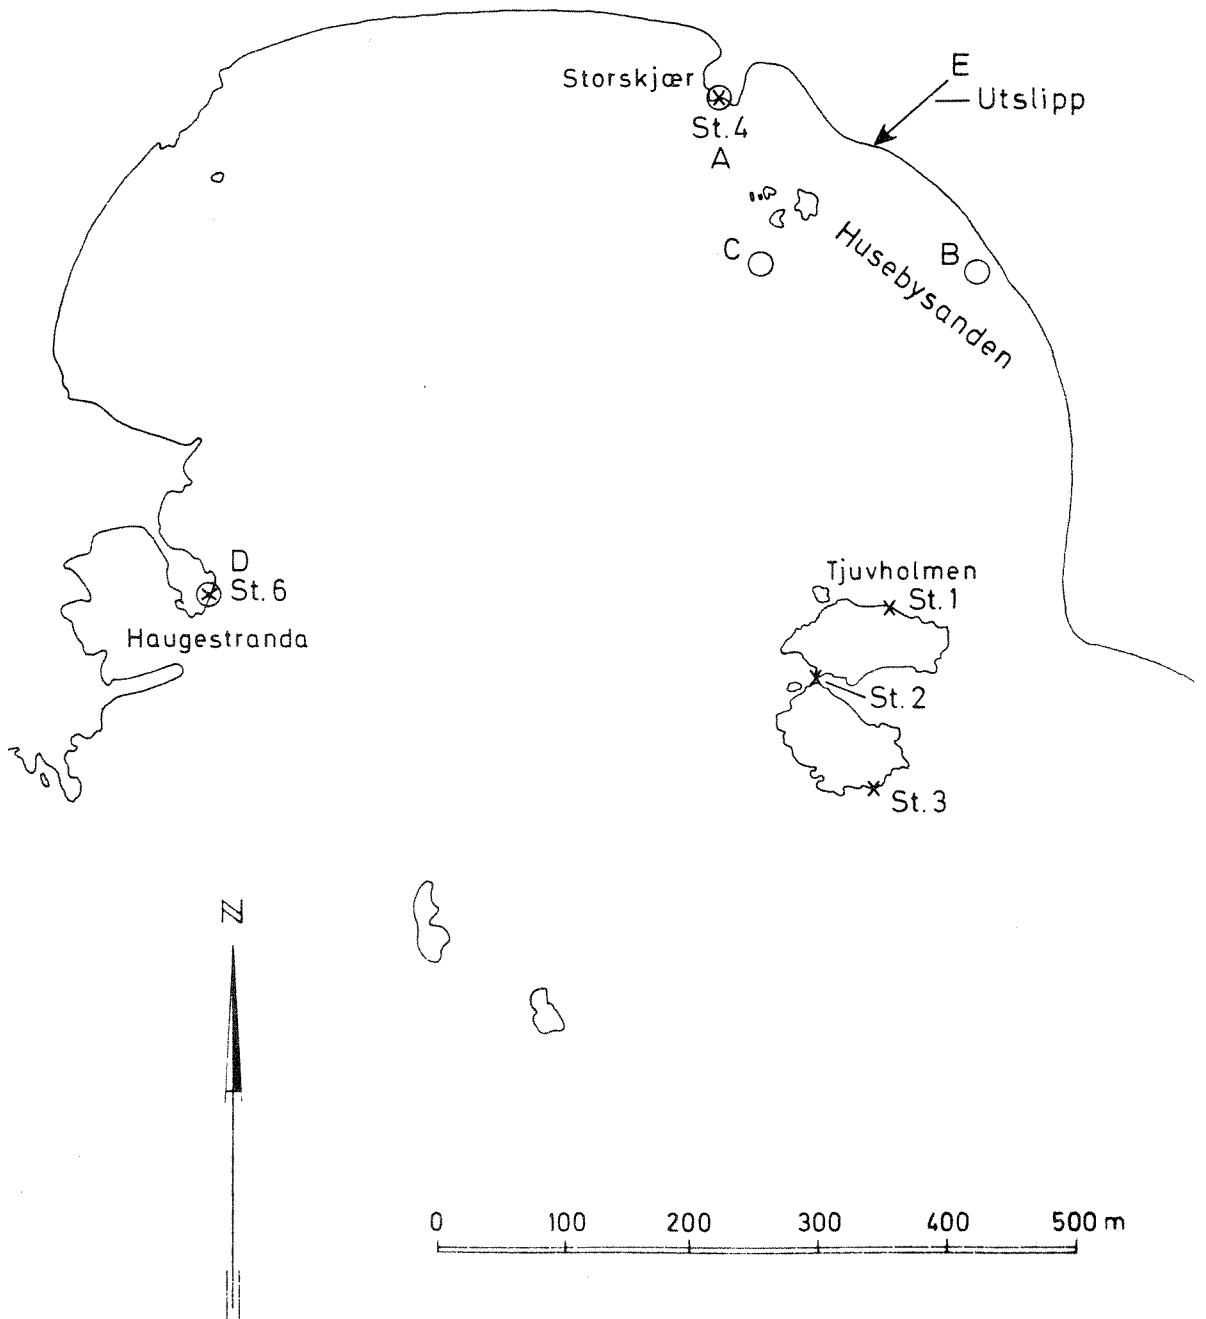 E
Storskjær
Utslipp
St.4
A
Husebysanden
C
B
D
St.6
Haugestranda
Tjuvholmen
St.1
St.2
St.3
N
0 100 200 300 400 500 m